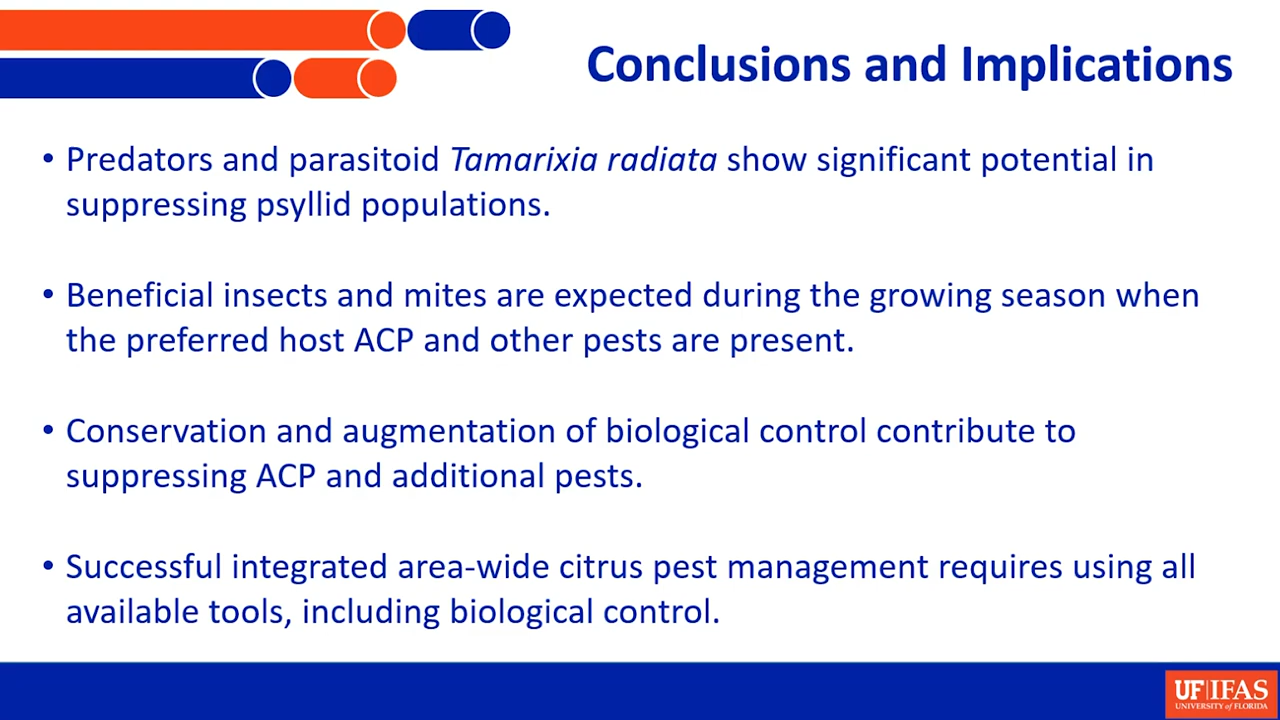 Conclusions and Implications
• Predators and parasitoid Tamarixia radiata show significant potential in
suppressing psyllid populations.
• Beneficial insects and mites are expected during the growing season when
the preferred host ACP and other pests are present.
• Conservation and augmentation of biological control contribute to
suppressing ACP and additional pests.
• Successful integrated area-wide citrus pest management requires using all
available tools, including biological control.
UF|IFAS
UNIVERSITY of FLORIDA